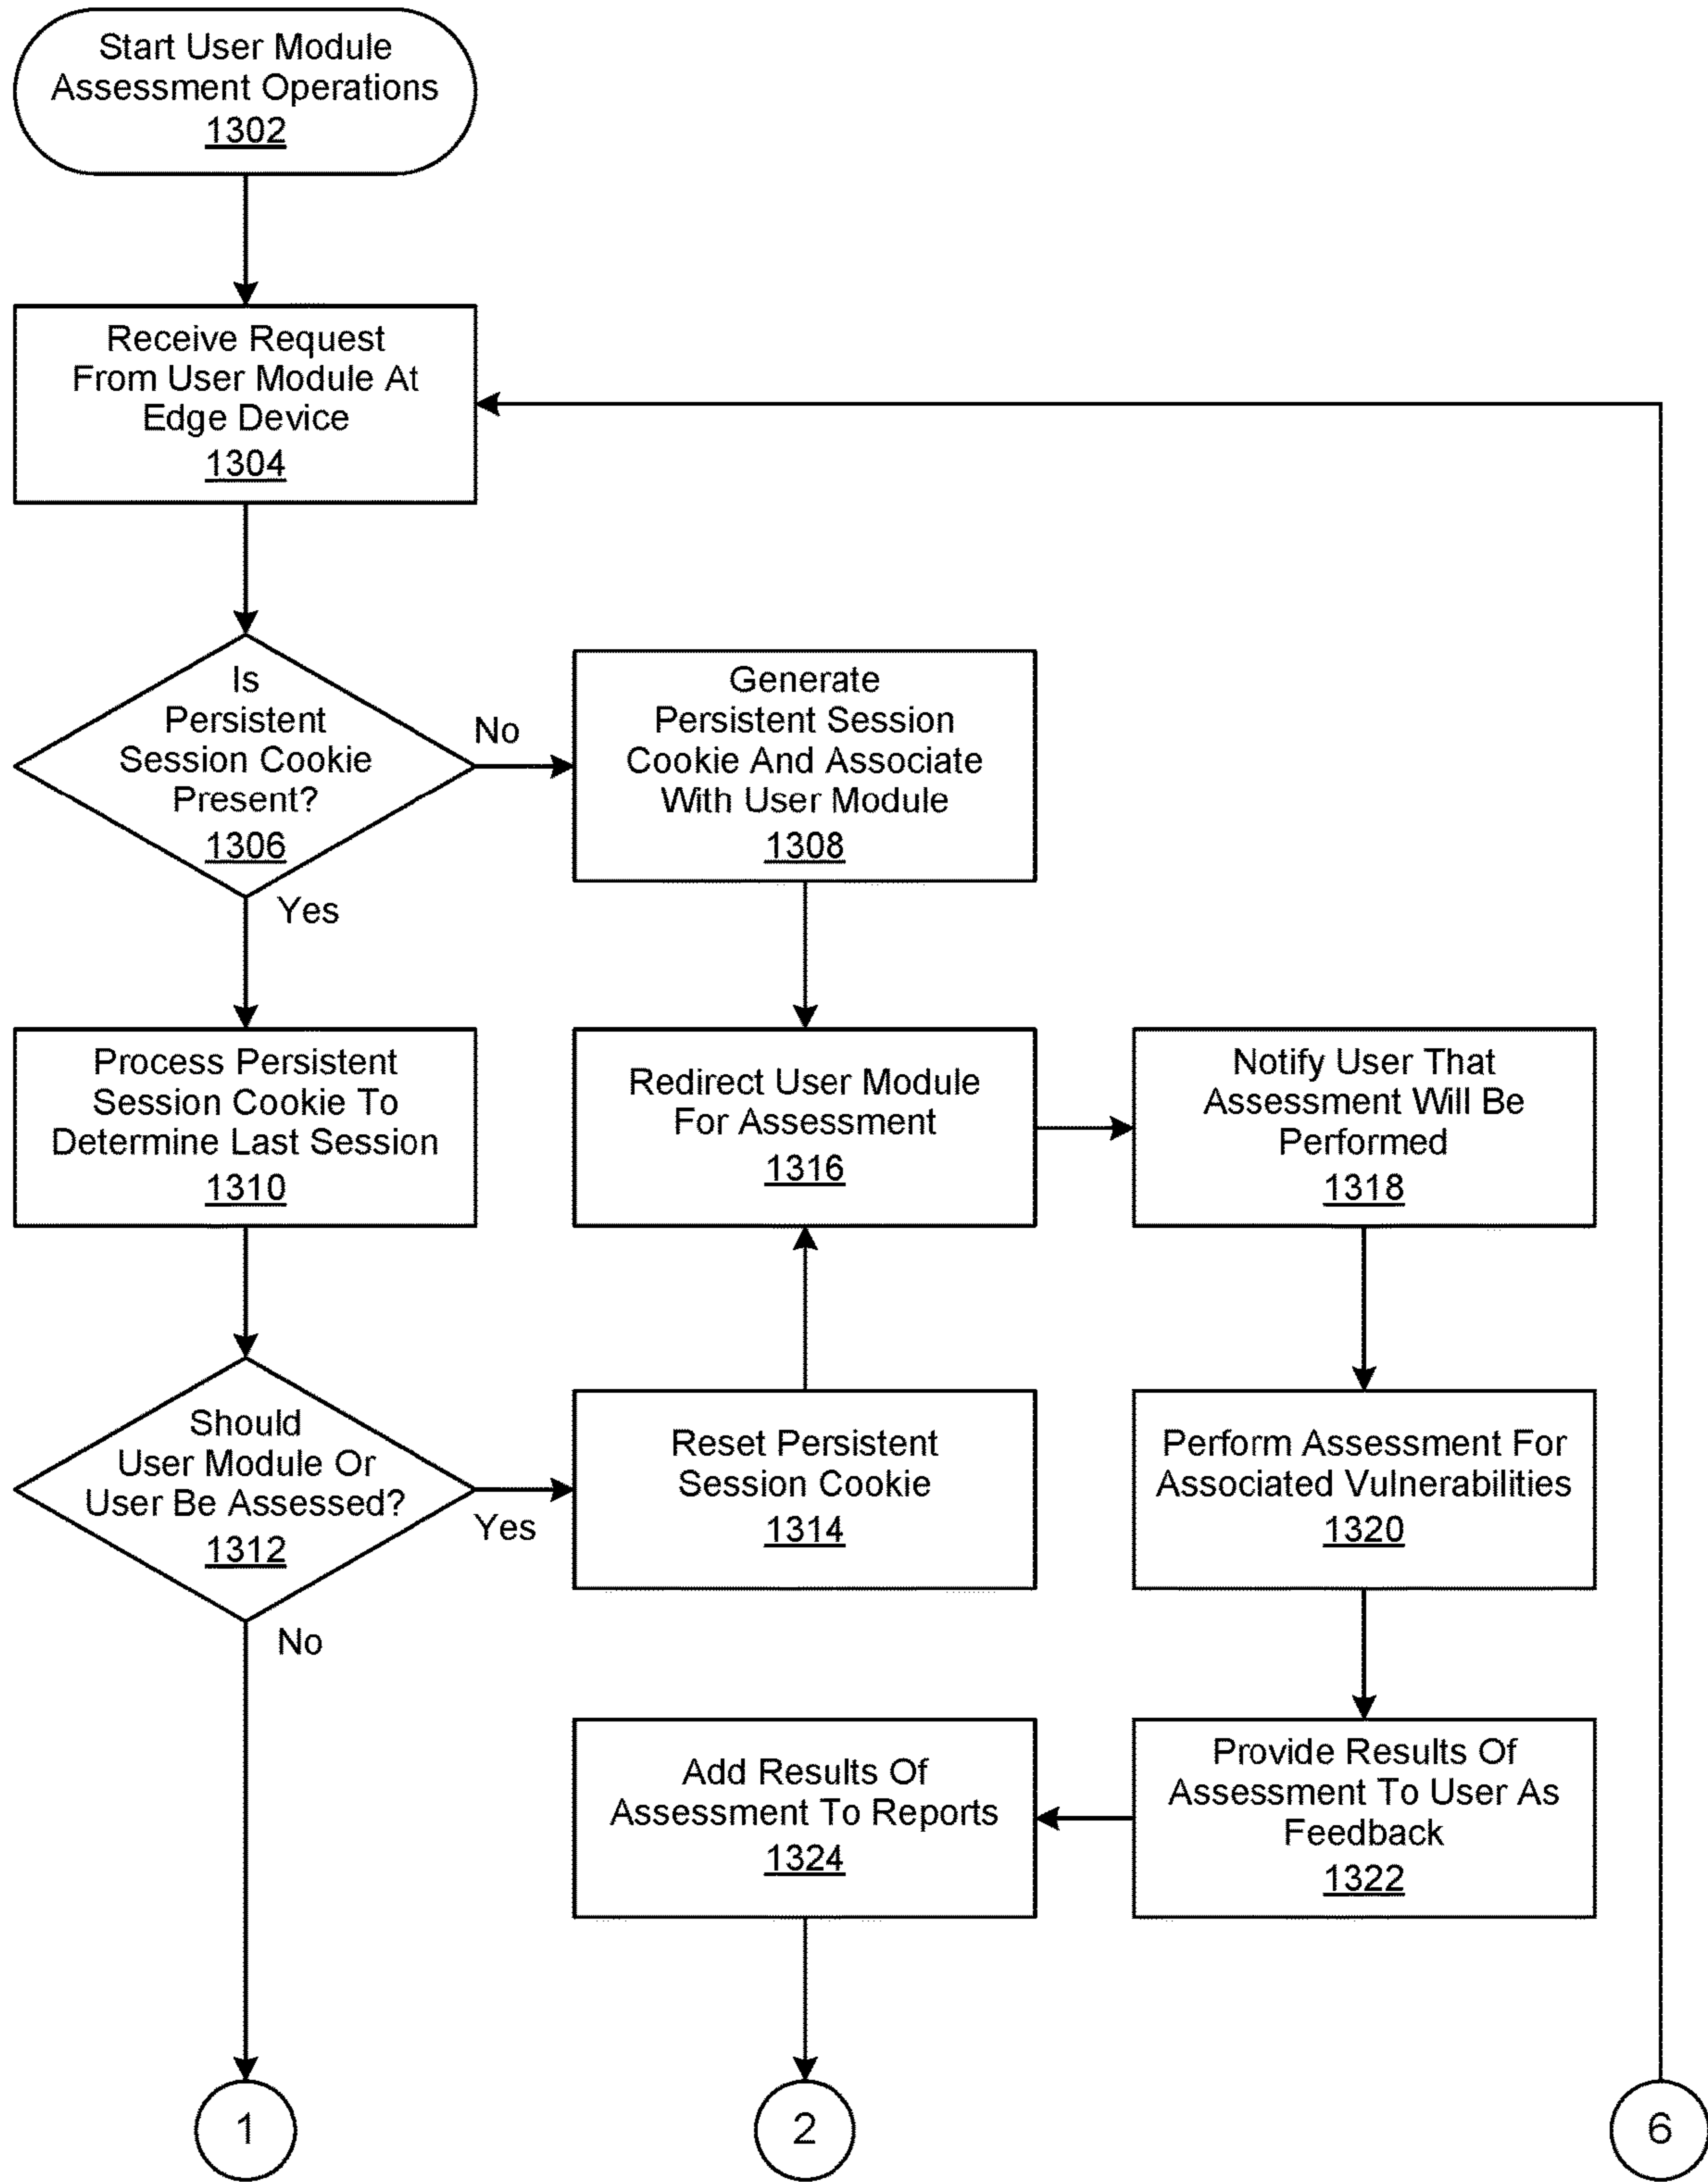 Start User Module
Assessment Operations
1302
Receive Request
From User Module At
Edge Device
1304
Is
Persistent
Session Cookie
Present?
1306
No
Yes
Generate
Persistent Session
Cookie And Associate
With User Module
1308
Process Persistent
Session Cookie To
Determine Last Session
1310
Redirect User Module
For Assessment
1316
Notify User That
Assessment Will Be
Performed
1318
Should
User Module Or
User Be Assessed?
1312
Yes
No
Reset Persistent
Session Cookie
1314
Perform Assessment For
Associated Vulnerabilities
1320
Add Results Of
Assessment To Reports
1324
Provide Results Of
Assessment To User As
Feedback
1322
1
2
6